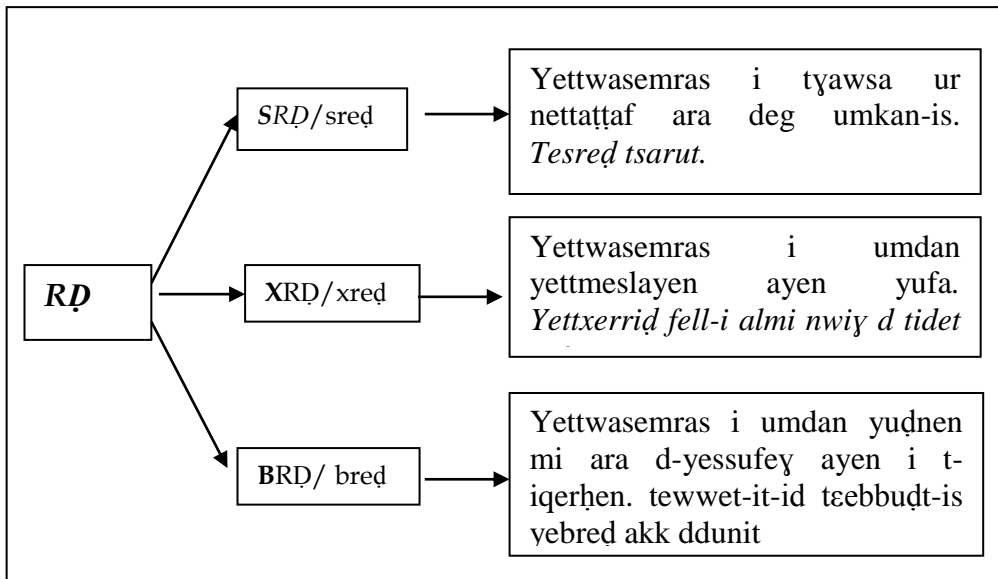 SRḌ/sreḍ
Yettwasemras i tɣawsa ur
nettaṭṭaf ara deg umkan-is.
Tesreḍ tsarut.
RḌ
XRḌ/xreḍ
Yettwasemras i umdan
yettmeslayen ayen yufa.
Yettxerriḍ fell-i almi nwiɣ d tidet
BRḌ/ breḍ
Yettwasemras i umdan yuḍnen
mi ara d-yessufeɣ ayen i t-
iqerḥen. tewwet-it-id tɛebbuḍt-is
yebreḍ akk ddunit